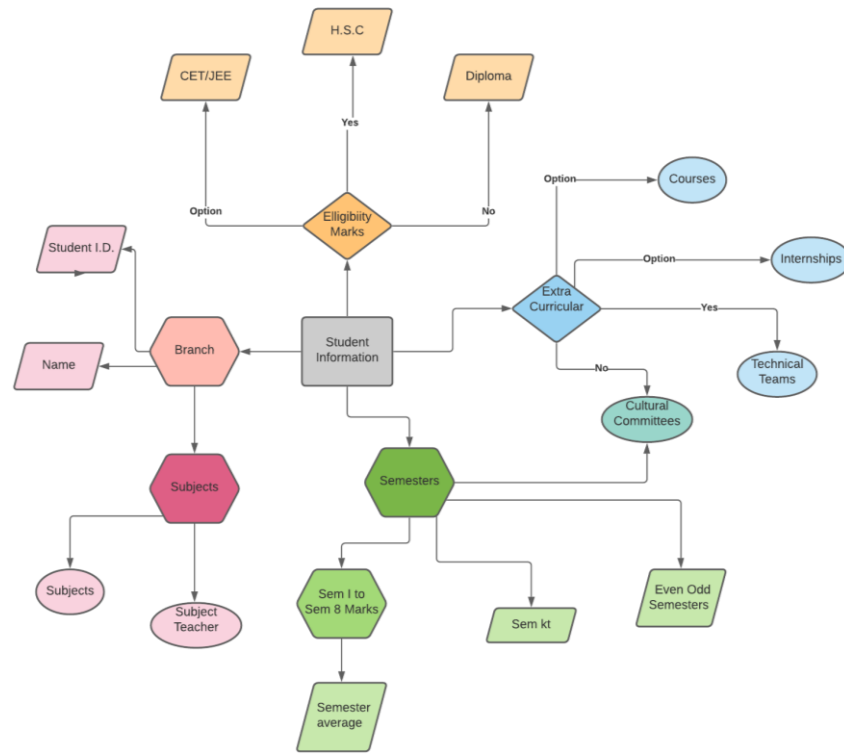 H.S.C
CET/JEE
Diploma
Yes
Option
No
Elligibiity
Marks
Option
Courses
Student I.D.
Option
Internships
Extra
Curricular
Yes
Branch
Student
Information
Name
No
Technical
Teams
Cultural
Committees
Subjects
Semesters
Subjects
Subject
Teacher
Sem I to
Sem 8 Marks
Sem kt
Even Odd
Semesters
Semester
average